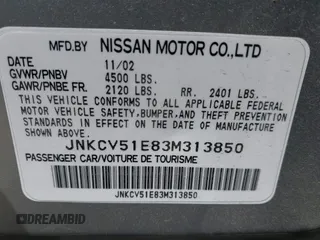 MFD.BY NISSAN MOTOR CO.,LTD
DATE 11/02
GVWR/PNBV 4500 LBS.
GAWR/PNBE FR. 2120 LBS. RR. 2401 LBS.
THIS VEHICLE CONFORMS TO ALL APPLICABLE FEDERAL
MOTOR VEHICLE SAFETY, BUMPER, AND THEFT PREVENTION
STANDARDS IN EFFECT ON THE DATE OF MANUFACTURE
SHOWN ABOVE.
JNKCV51E83M313850
PASSENGER CAR/VOITURE DE TOURISME
JNKCV51E83M313850
DREAMBID